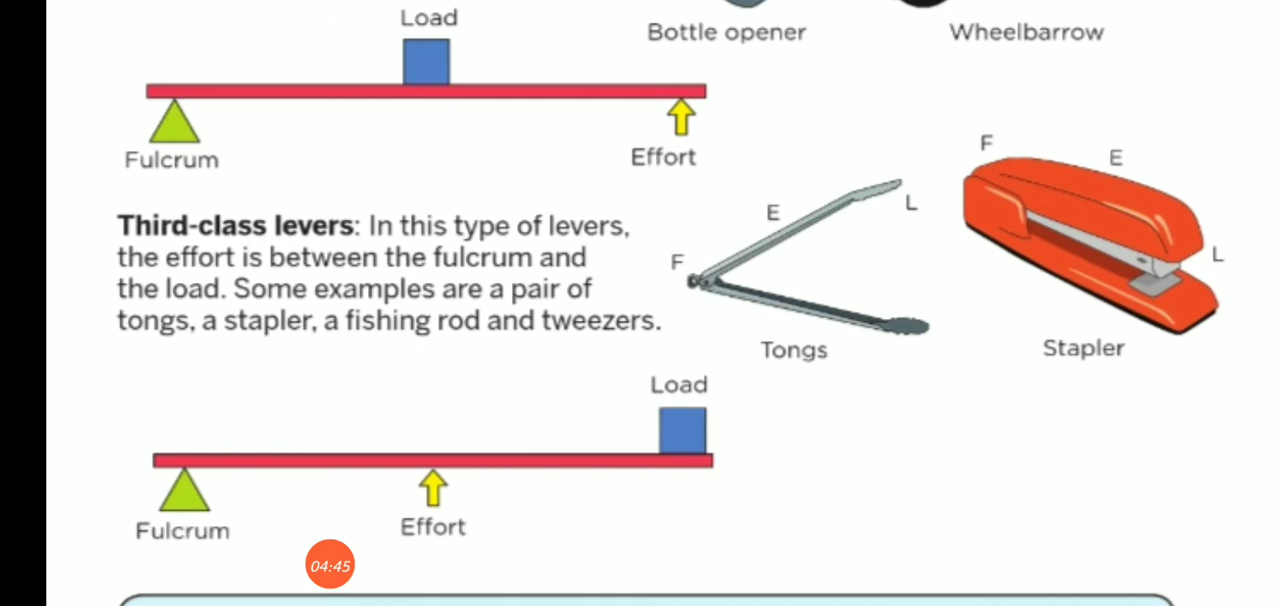 Load
Bottle opener
Wheelbarrow
Fulcrum
Effort
Third-class levers: In this type of levers,
the effort is between the fulcrum and
the load. Some examples are a pair of
tongs, a stapler, a fishing rod and tweezers.
F
E
L
Tongs
F
E
L
Stapler
Load
Fulcrum
Effort
04:45